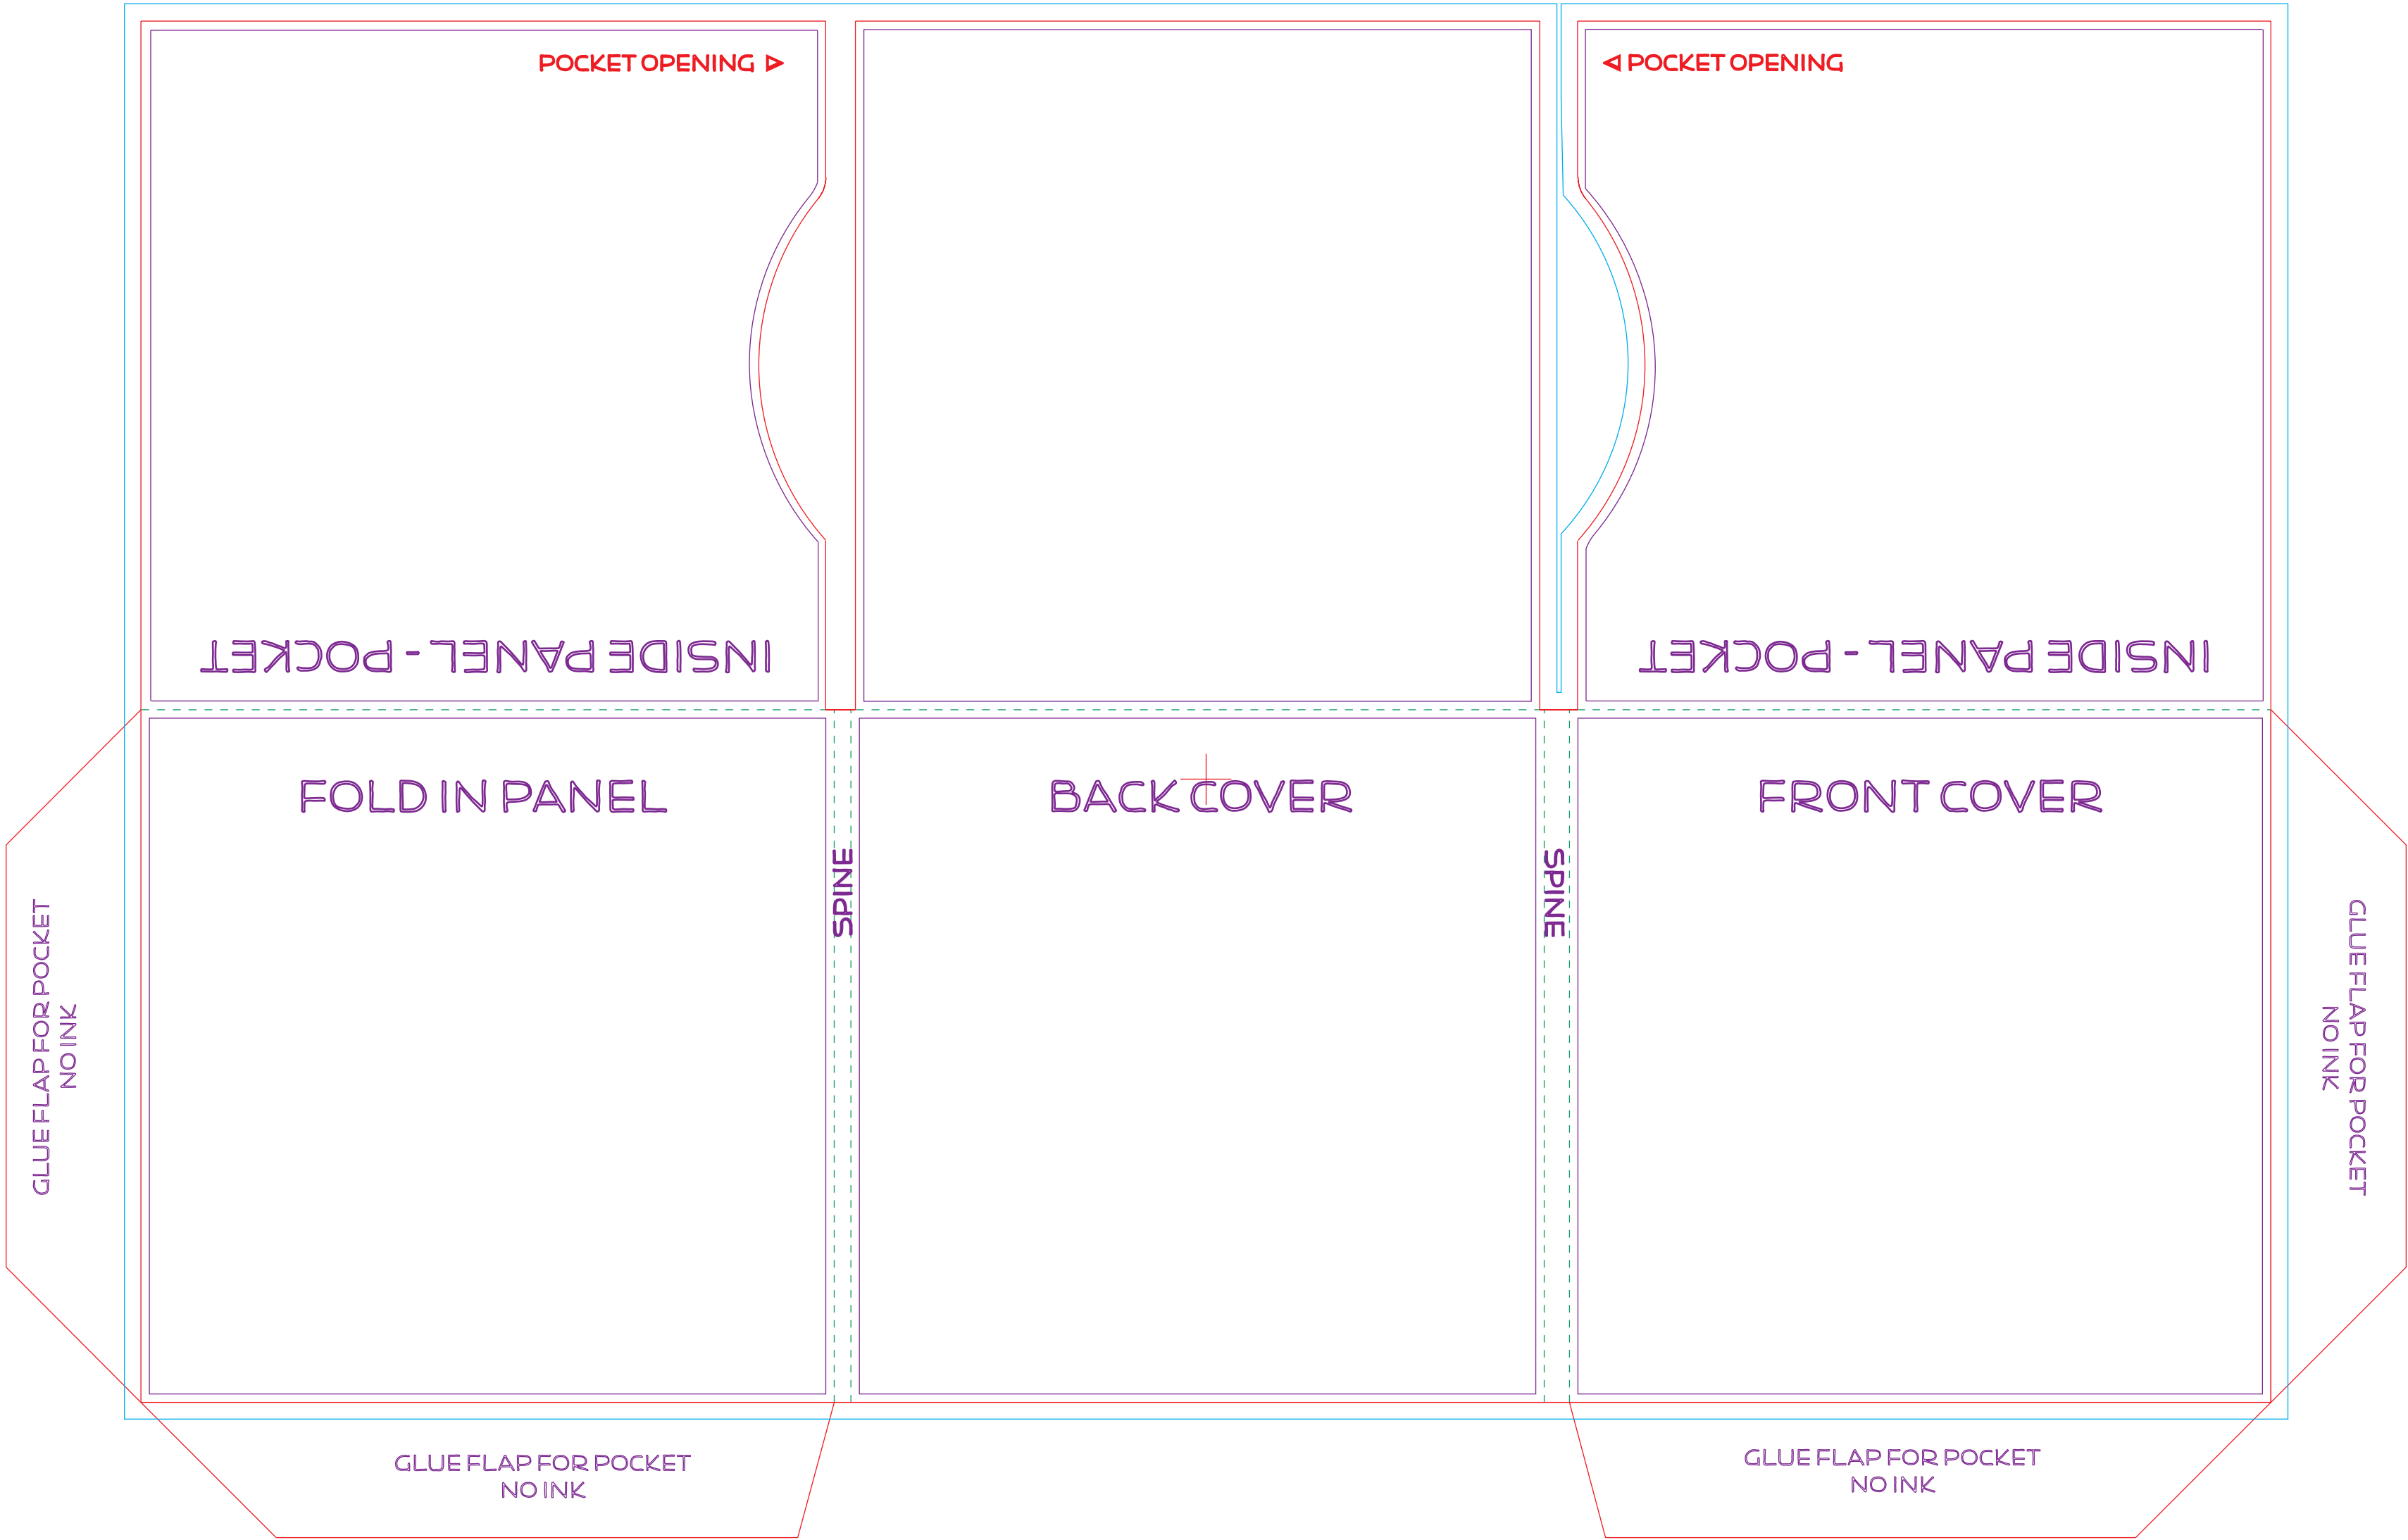 POCKET OPENING
POCKET OPENING
INSIDE PANEL - POCKET
INSIDE PANEL - POCKET
FOLD IN PANEL
BACK COVER
FRONT COVER
SPINE
SPINE
GLUE FLAP FOR POCKET
NO INK
GLUE FLAP FOR POCKET
NO INK
GLUE FLAP FOR POCKET
NO INK
GLUE FLAP FOR POCKET
NO INK